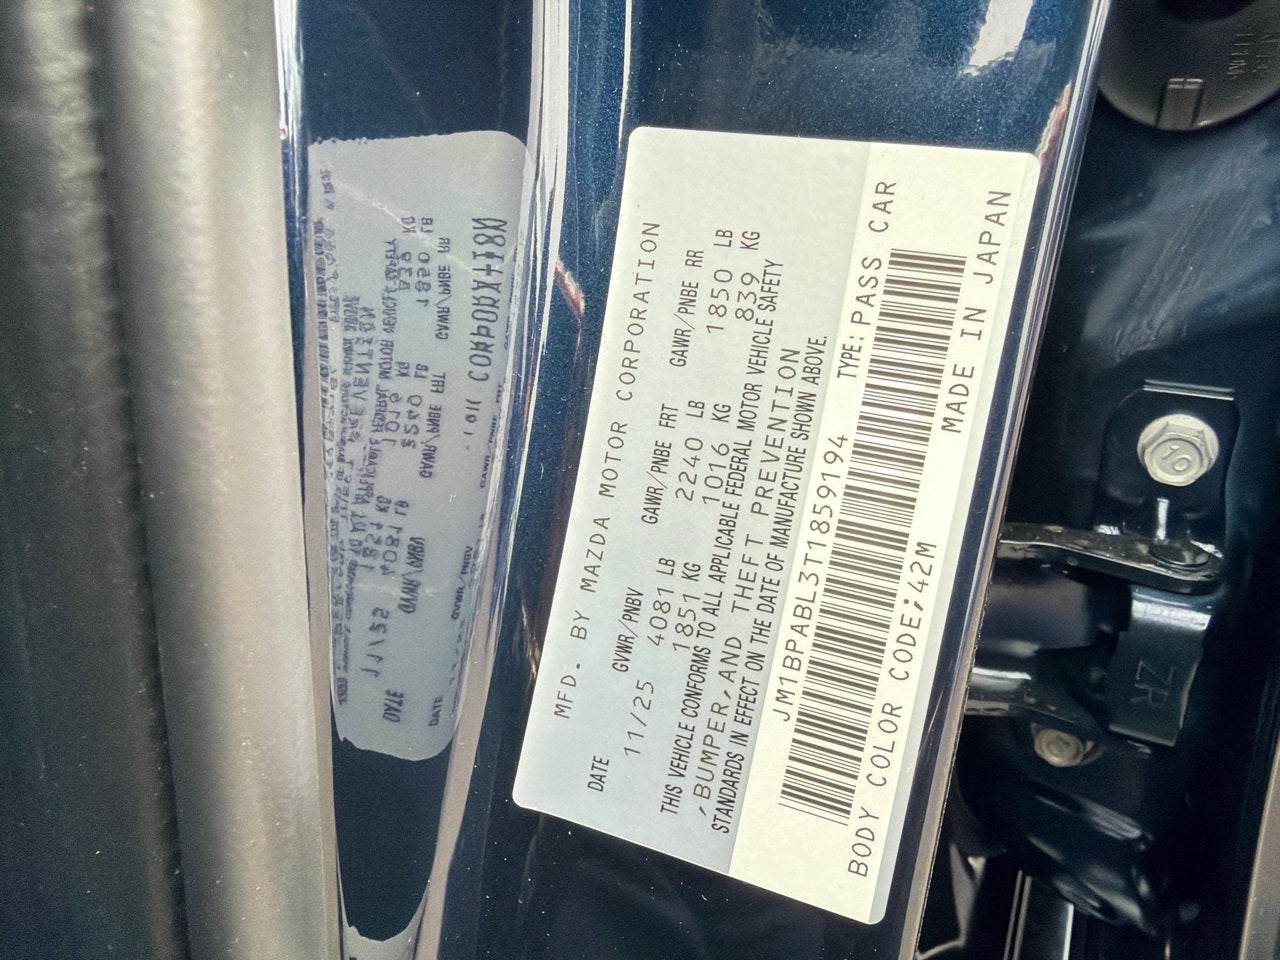 MFD. BY MAZDA MOTOR CORPORATION
DATE GVWR/PNBV GAWR/PNBE FRT GAWR/PNBE RR
11/25 4081 LB 2240 LB 1850 LB
1851 KG 1016 KG 839 KG
THIS VEHICLE CONFORMS TO ALL APPLICABLE FEDERAL MOTOR VEHICLE SAFETY
,BUMPER,AND THEFT PREVENTION
STANDARDS IN EFFECT ON THE DATE OF MANUFACTURE SHOWN ABOVE.
JM1BPABL3T1859194 TYPE:PASS CAR
BODY COLOR CODE;42M MADE IN JAPAN
10
ZR